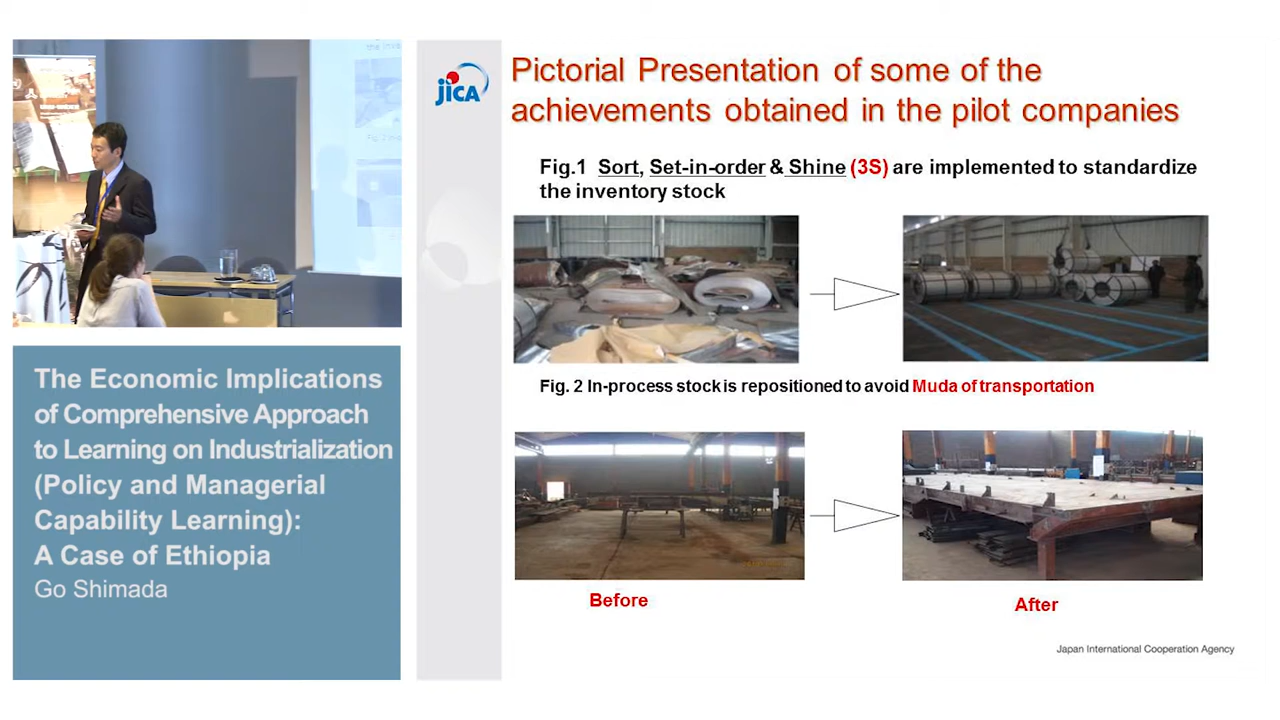 The Economic Implications
of Comprehensive Approach
to Learning on Industrialization
(Policy and Managerial
Capability Learning):
A Case of Ethiopia
Go Shimada
JICA
Pictorial Presentation of some of the
achievements obtained in the pilot companies
Fig.1 Sort, Set-in-order & Shine (3S) are implemented to standardize
the inventory stock
Fig. 2 In-process stock is repositioned to avoid Muda of transportation
Before
After
Japan International Cooperation Agency